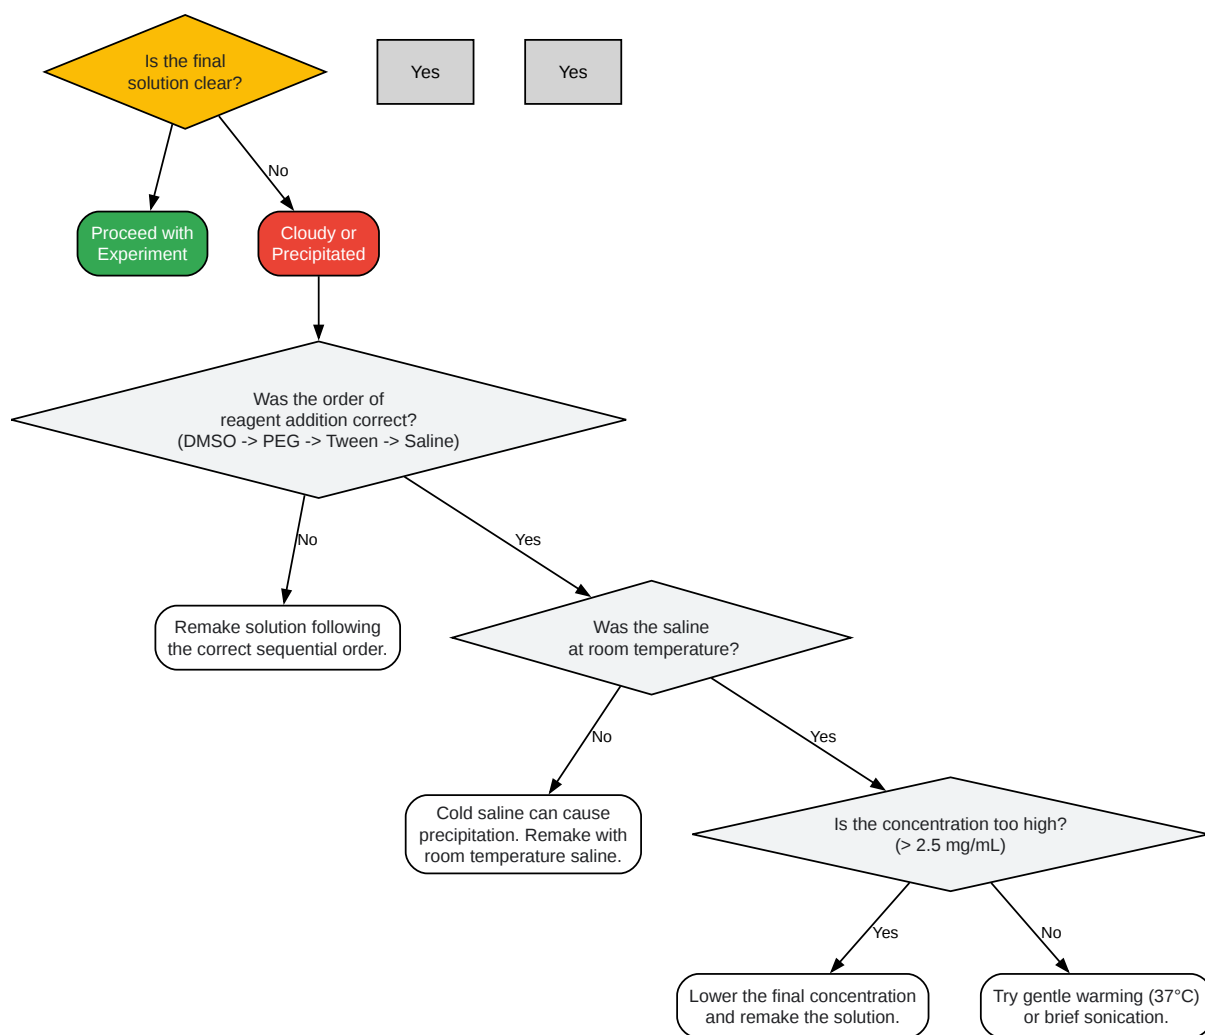 Is the final
solution clear?
Yes
Yes
No
Proceed with
Experiment
Cloudy or
Precipitated
Was the order of
reagent addition correct?
(DMSO -> PEG -> Tween -> Saline)
No
Yes
Remake solution following
the correct sequential order.
Was the saline
at room temperature?
No
Yes
Cold saline can cause
precipitation. Remake with
room temperature saline.
Is the concentration too high?
(> 2.5 mg/mL)
Yes
No
Lower the final concentration
and remake the solution.
Try gentle warming (37°C)
or brief sonication.